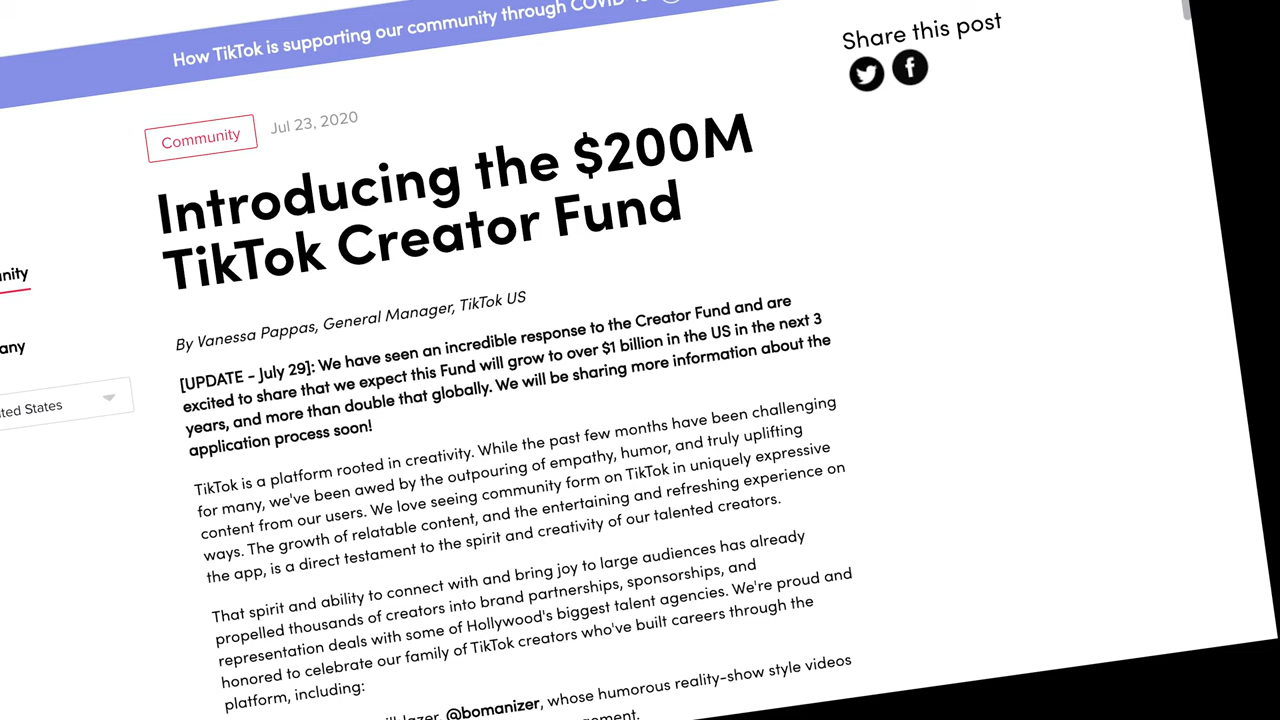 How TikTok is supporting our community through COVID-
Share this post
Community
Jul 23, 2020
Introducing the $200M
TikTok Creator Fund
By Vanessa Pappas, General Manager, TikTok US
[UPDATE - July 29]: We have seen an incredible response to the Creator Fund and are
excited to share that we expect this Fund will grow to over $1 billion in the US in the next 3
years, and more than double that globally. We will be sharing more information about the
application process soon!
TikTok is a platform rooted in creativity. While the past few months have been challenging
for many, we've been awed by the outpouring of empathy, humor, and truly uplifting
content from our users. We love seeing community form on TikTok in uniquely expressive
ways. The growth of relatable content, and the entertaining and refreshing experience on
the app, is a direct testament to the spirit and creativity of our talented creators.
That spirit and ability to connect with and bring joy to large audiences has already
propelled thousands of creators into brand partnerships, sponsorships, and
representation deals with some of Hollywood's biggest talent agencies. We're proud and
honored to celebrate our family of TikTok creators who've built careers through the
platform, including:
@bomanizer, whose humorous reality-show style videos